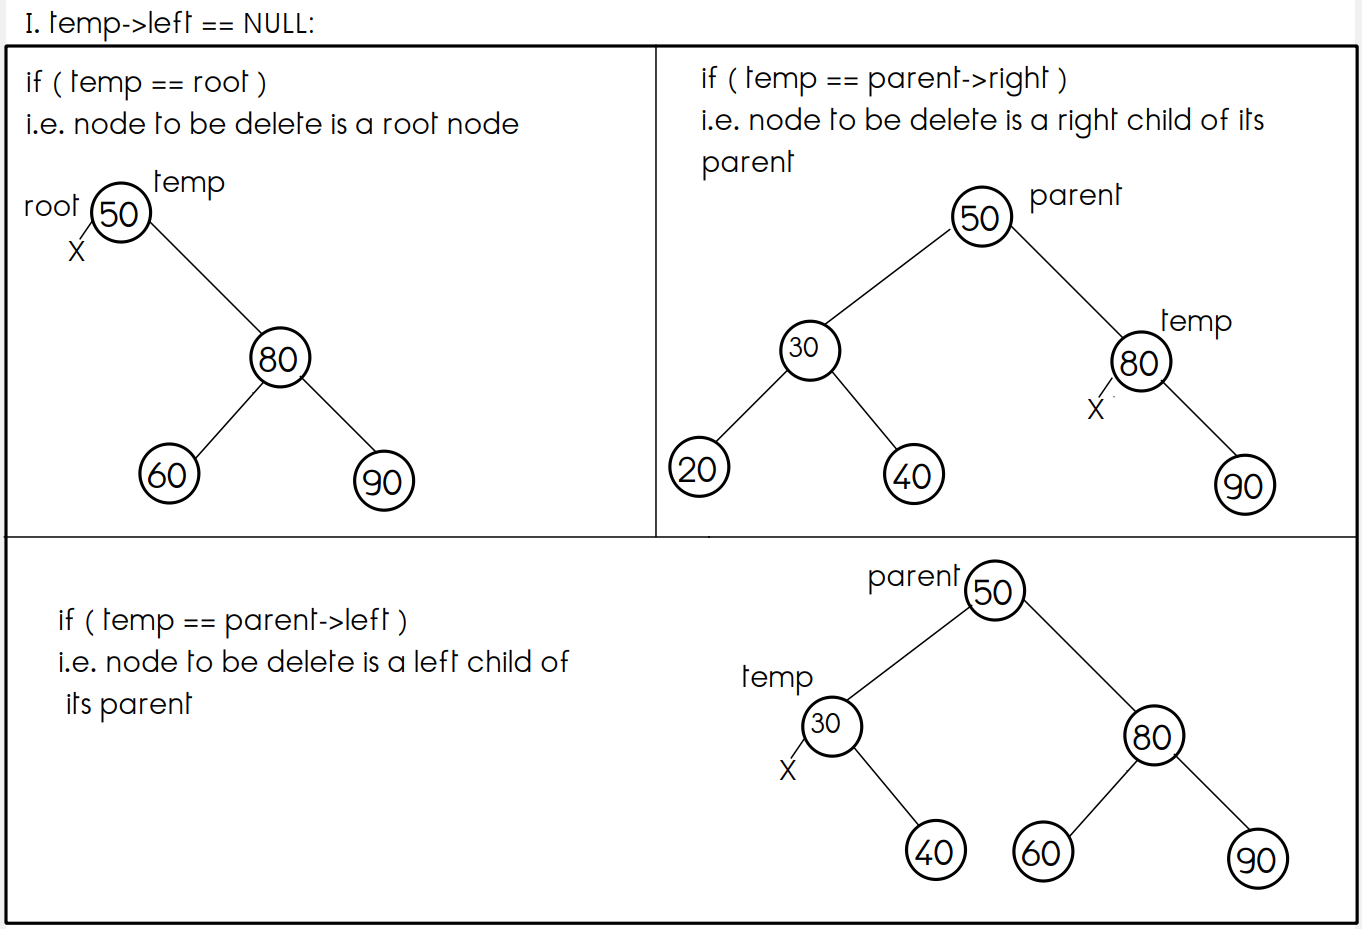 I. temp->left == NULL:
if ( temp == root )
i.e. node to be delete is a root node
temp
root
50
X
80
60
90
if ( temp == parent->right )
i.e. node to be delete is a right child of its
parent
parent
50
temp
30
80
X
20
40
90
if ( temp == parent->left )
i.e. node to be delete is a left child of
its parent
parent
50
temp
30
80
X
40
60
90